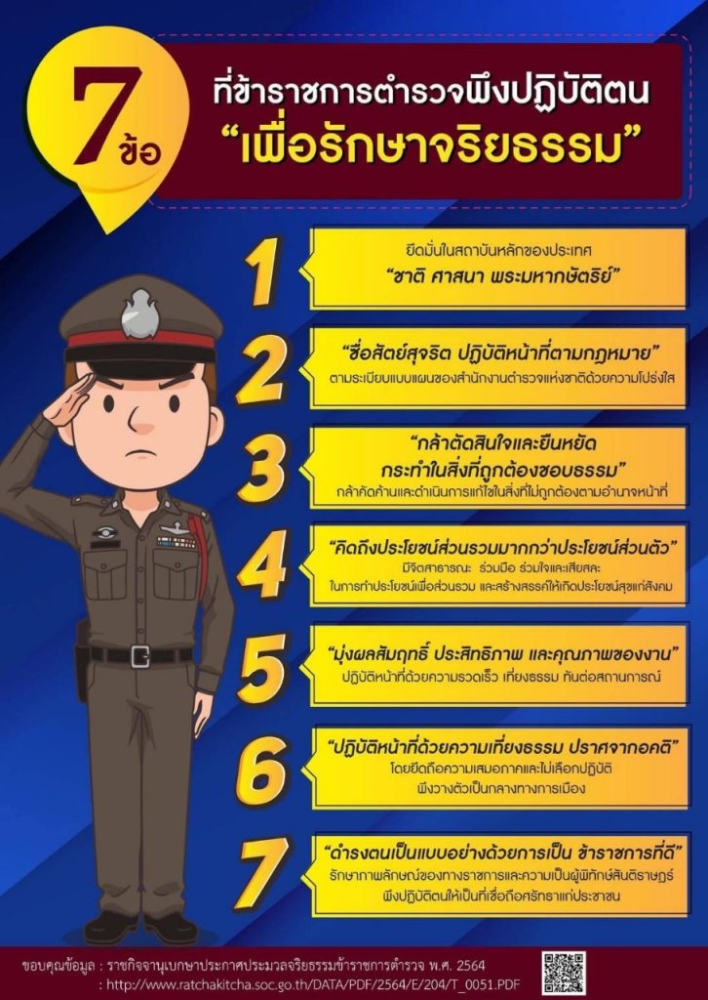 7 ข้อ
ที่ข้าราชการตำรวจพึงปฏิบัติตน
“เพื่อรักษาจริยธรรม”
1
ยึดมั่นในสถาบันหลักของประเทศ
“ชาติ ศาสนา พระมหากษัตริย์”
2
“ซื่อสัตย์สุจริต ปฏิบัติหน้าที่ตามกฎหมาย”
ตามระเบียบแบบแผนของสำนักงานตำรวจแห่งชาติด้วยความโปร่งใส
3
“กล้าตัดสินใจและยืนหยัด
กระทำในสิ่งที่ถูกต้องชอบธรรม”
กล้าคัดค้านและดำเนินการแก้ไขในสิ่งที่ไม่ถูกต้องตามอำนาจหน้าที่
4
“คิดถึงประโยชน์ส่วนรวมมากกว่าประโยชน์ส่วนตัว”
มีจิตสาธารณะ ร่วมมือ ร่วมใจและเสียสละ
ในการทำประโยชน์เพื่อส่วนรวม และสร้างสรรค์ให้เกิดประโยชน์สุขแก่สังคม
5
“มุ่งผลสัมฤทธิ์ ประสิทธิภาพ และคุณภาพของงาน”
ปฏิบัติหน้าที่ด้วยความรวดเร็ว เที่ยงธรรม ทันต่อสถานการณ์
6
“ปฏิบัติหน้าที่ด้วยความเที่ยงธรรม ปราศจากอคติ”
โดยยึดถือความเสมอภาคและไม่เลือกปฏิบัติ
พึงวางตัวเป็นกลางทางการเมือง
7
“ดำรงตนเป็นแบบอย่างด้วยการเป็น ข้าราชการที่ดี”
รักษาภาพลักษณ์ของทางราชการและความเป็นผู้พิทักษ์สันติราษฎร์
พึงปฏิบัติตนให้เป็นที่เชื่อถือศรัทธาแก่ประชาชน
ขอบคุณข้อมูล : ราชกิจจานุเบกษาประกาศประมวลจริยธรรมข้าราชการตำรวจ พ.ศ. 2564
: http://www.ratchakitcha.soc.go.th/DATA/PDF/2564/E/204/T_0051.PDF